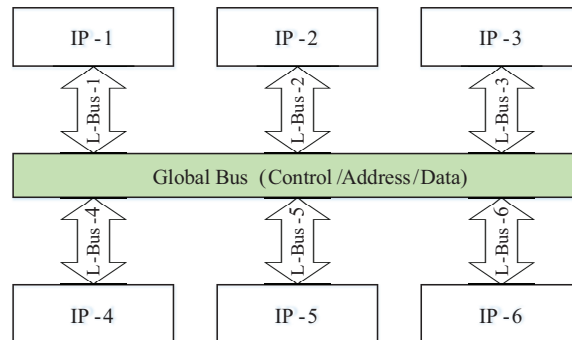 IP-1
IP-2
IP-3
L-Bus-1
L-Bus-2
L-Bus-3
Global Bus (Control/Address/Data)
L-Bus-4
L-Bus-5
L-Bus-6
IP-4
IP-5
IP-6